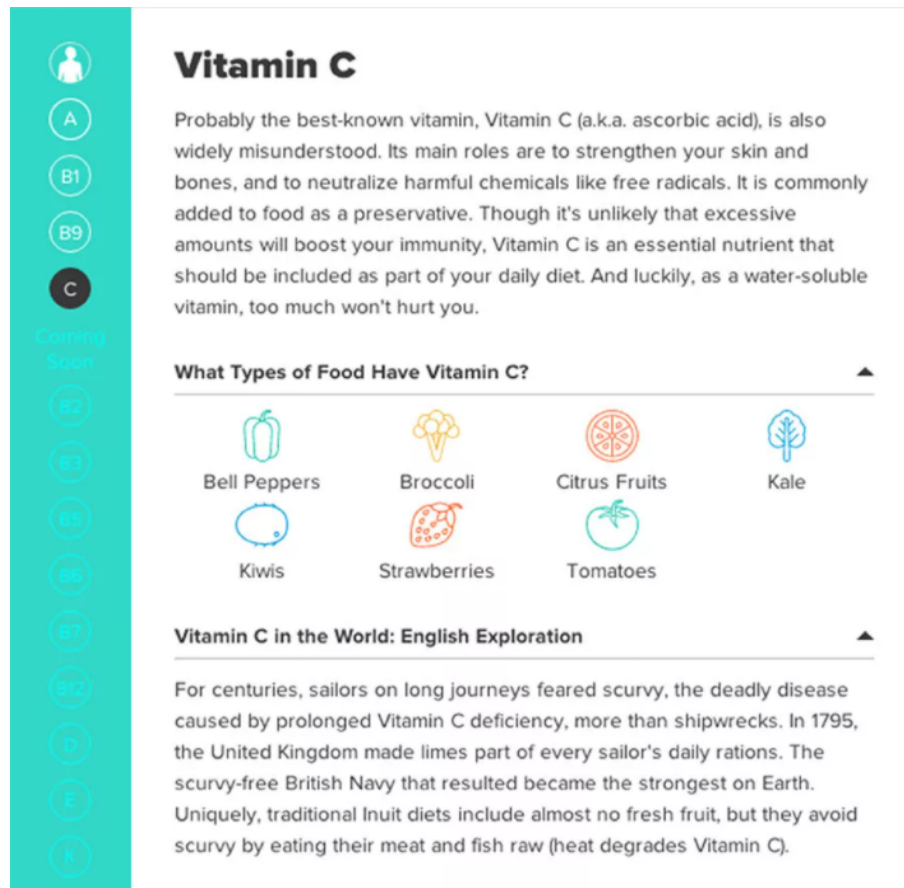 A
B1
B9
C
Coming
Soon
B2
B3
B5
B6
B7
B12
D
E
K
Vitamin C
Probably the best-known vitamin, Vitamin C (a.k.a. ascorbic acid), is also
widely misunderstood. Its main roles are to strengthen your skin and
bones, and to neutralize harmful chemicals like free radicals. It is commonly
added to food as a preservative. Though it's unlikely that excessive
amounts will boost your immunity, Vitamin C is an essential nutrient that
should be included as part of your daily diet. And luckily, as a water-soluble
vitamin, too much won't hurt you.
What Types of Food Have Vitamin C?
Bell Peppers Broccoli Citrus Fruits Kale
Kiwis Strawberries Tomatoes
Vitamin C in the World: English Exploration
For centuries, sailors on long journeys feared scurvy, the deadly disease
caused by prolonged Vitamin C deficiency, more than shipwrecks. In 1795,
the United Kingdom made limes part of every sailor's daily rations. The
scurvy-free British Navy that resulted became the strongest on Earth.
Uniquely, traditional Inuit diets include almost no fresh fruit, but they avoid
scurvy by eating their meat and fish raw (heat degrades Vitamin C).